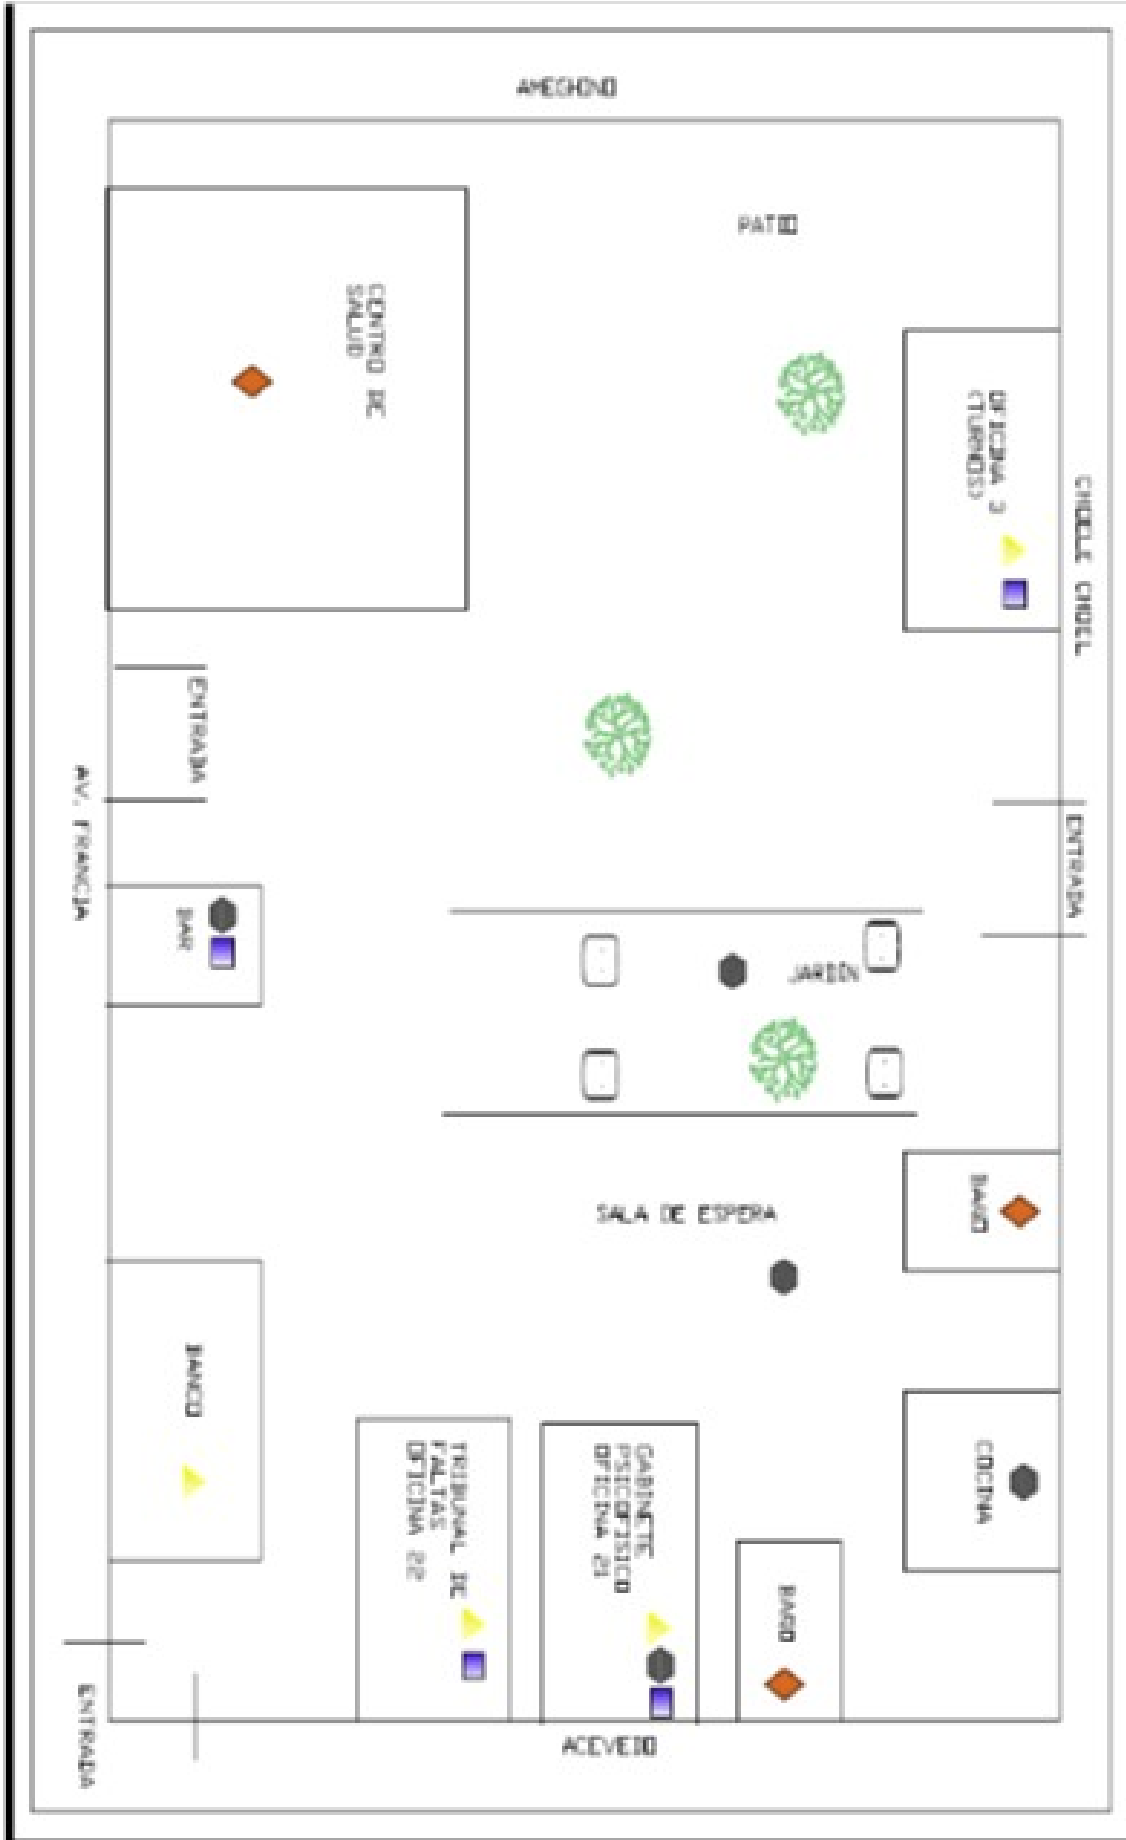 AMEGHINO
PATIO
CENTRO DE
SALUD
OFICINA 3
(TURNOS)
CHOELE CHOEL
ENTRADA
AV. FRANCIA
ENTRADA
BAR
JARDIN
BAÑO
SALA DE ESPERA
BANCO
TRIBUNAL DE
FALTAS
OFICINA 22
GABINETE
PSICOFISICO
OFICINA 21
COCINA
BAÑO
ACEVEDO
ENTRADA